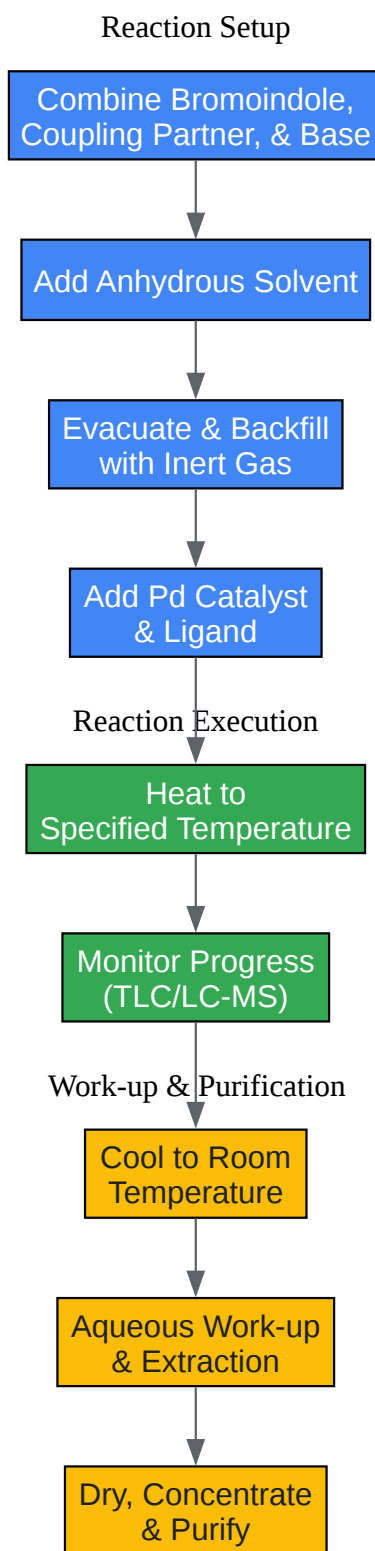 Reaction Setup
Combine Bromoindole,
Coupling Partner, & Base
Add Anhydrous Solvent
Evacuate & Backfill
with Inert Gas
Add Pd Catalyst
& Ligand
Reaction Execution
Heat to
Specified Temperature
Monitor Progress
(TLC/LC-MS)
Work-up & Purification
Cool to Room
Temperature
Aqueous Work-up
& Extraction
Dry, Concentrate
& Purify